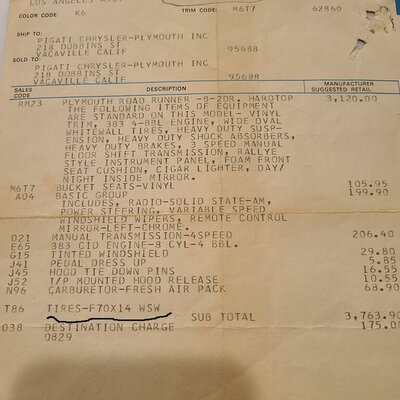 LOS ANGELES ASSY
COLOR CODE: K6 TRIM CODE: M6I7 62860
SHIP TO:
PIGATI CHRYSLER-PLYMOUTH INC
218 DOBBINS ST
VACAVILLE CALIF 95688
SOLD TO:
PIGATI CHRYSLER-PLYMOUTH INC
218 DOBBINS ST
VACAVILLE CALIF 95688
SALES CODE DESCRIPTION MANUFACTURER SUGGESTED RETAIL
RM23 PLYMOUTH ROAD RUNNER -8-2DR. HARDTOP 3,120.00
THE FOLLOWING ITEMS OF EQUIPMENT
ARE STANDARD ON THIS MODEL- VINYL
TRIM, 383 4-BBL ENGINE, WIDE OVAL
WHITEWALL TIRES, HEAVY DUTY SUSP-
ENSION, HEAVY DUTY SHOCK ABSORBERS,
HEAVY DUTY BRAKES, 3 SPEED MANUAL
FLOOR SHIFT TRANSMISSION, RALLYE
STYLE INSTRUMENT PANEL, FOAM FRONT
SEAT CUSHION, CIGAR LIGHTER, DAY/
NIGHT INSIDE MIRROR.
M6I7 BUCKET SEATS-VINYL 105.95
A04 BASIC GROUP 199.90
INCLUDES, RADIO-SOLID STATE-AM,
POWER STEERING, VARIABLE SPEED
WINDSHIELD WIPERS, REMOTE CONTROL
MIRROR-LEFT-CHROME.
D21 MANUAL TRANSMISSION-4SPEED 206.40
E65 383 CID ENGINE-8 CYL-4 BBL.
G15 TINTED WINDSHIELD 29.80
J41 PEDAL DRESS UP 5.85
J45 HOOD TIE DOWN PINS 16.55
J52 I/P MOUNTED HOOD RELEASE 10.55
N96 CARBURETOR-FRESH AIR PACK 68.90
T86 TIRES-F70X14 WSW
SUB TOTAL 3,763.90
038 DESTINATION CHARGE 175.00
0829